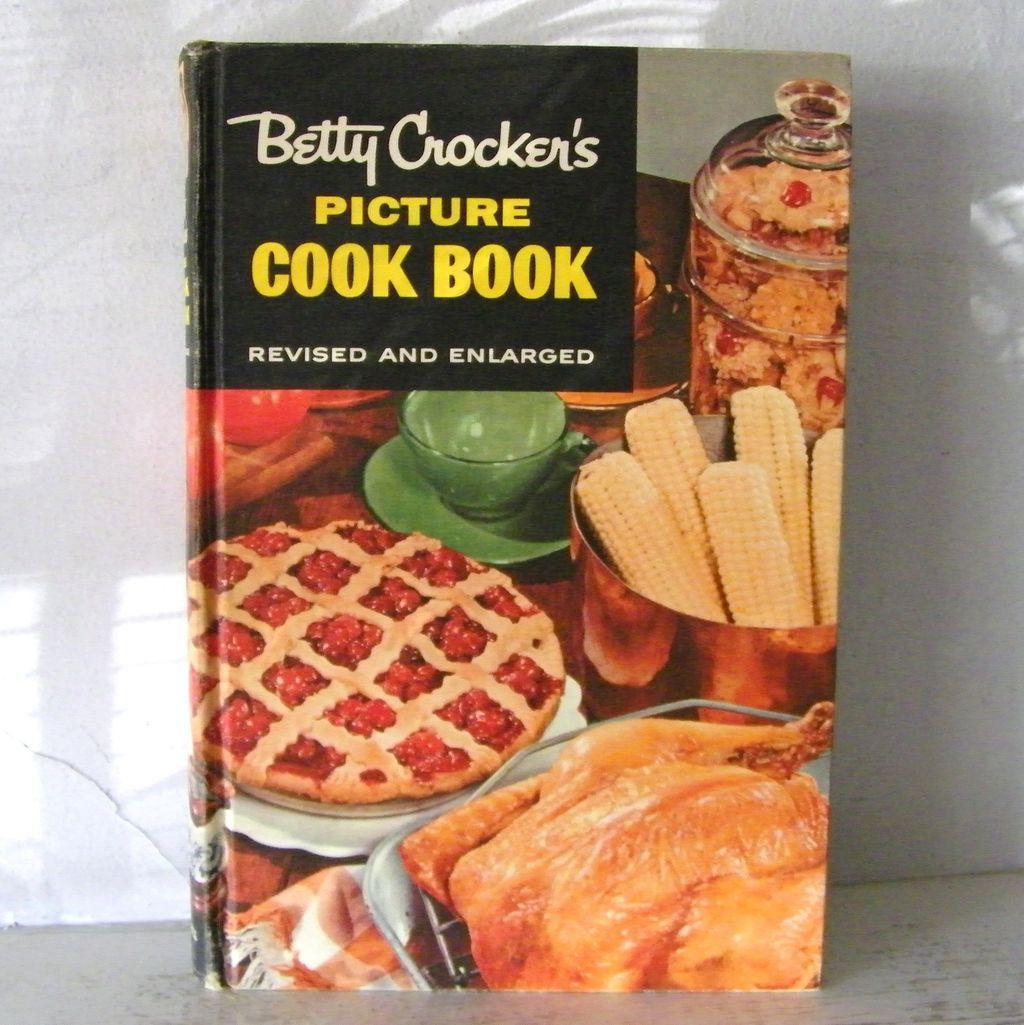 Betty Crocker's
PICTURE
COOK BOOK
REVISED AND ENLARGED